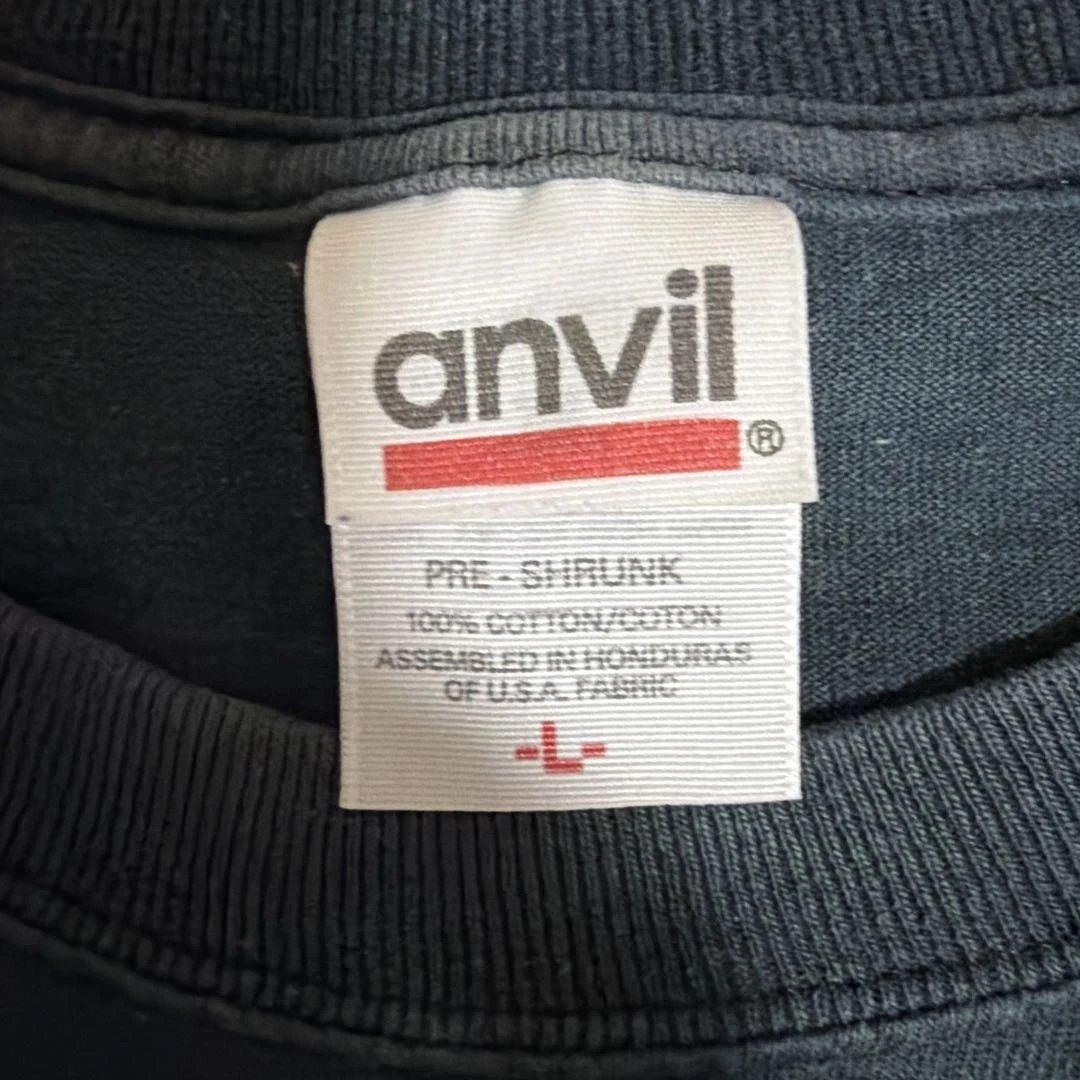 anvil®
PRE-SHRUNK
100% COTTON/COTON
ASSEMBLED IN HONDURAS
OF U.S.A. FABRIC
-L-